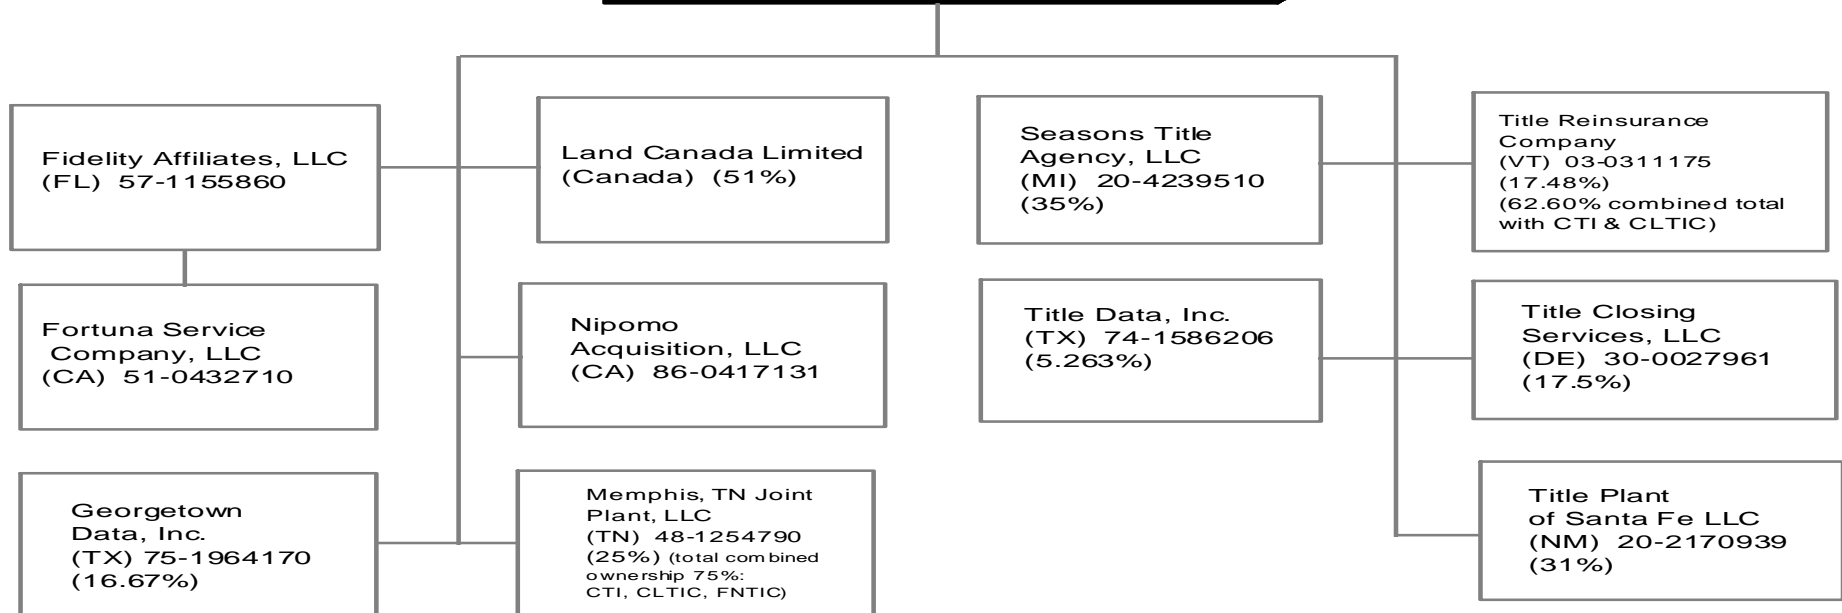 Fidelity Affiliates, LLC
(FL) 57-1155860
Land Canada Limited
(Canada) (51%)
Seasons Title
Agency, LLC
(MI) 20-4239510
(35%)
Title Reinsurance
Company
(VT) 03-0311175
(17.48%)
(62.60% combined total
with CTI & CLTIC)
Fortuna Service
Company, LLC
(CA) 51-0432710
Nipomo
Acquisition, LLC
(CA) 86-0417131
Title Data, Inc.
(TX) 74-1586206
(5.263%)
Title Closing
Services, LLC
(DE) 30-0027961
(17.5%)
Georgetown
Data, Inc.
(TX) 75-1964170
(16.67%)
Memphis, TN Joint
Plant, LLC
(TN) 48-1254790
(25%) (total combined
ownership 75%:
CTI, CLTIC, FNTIC)
Title Plant
of Santa Fe LLC
(NM) 20-2170939
(31%)